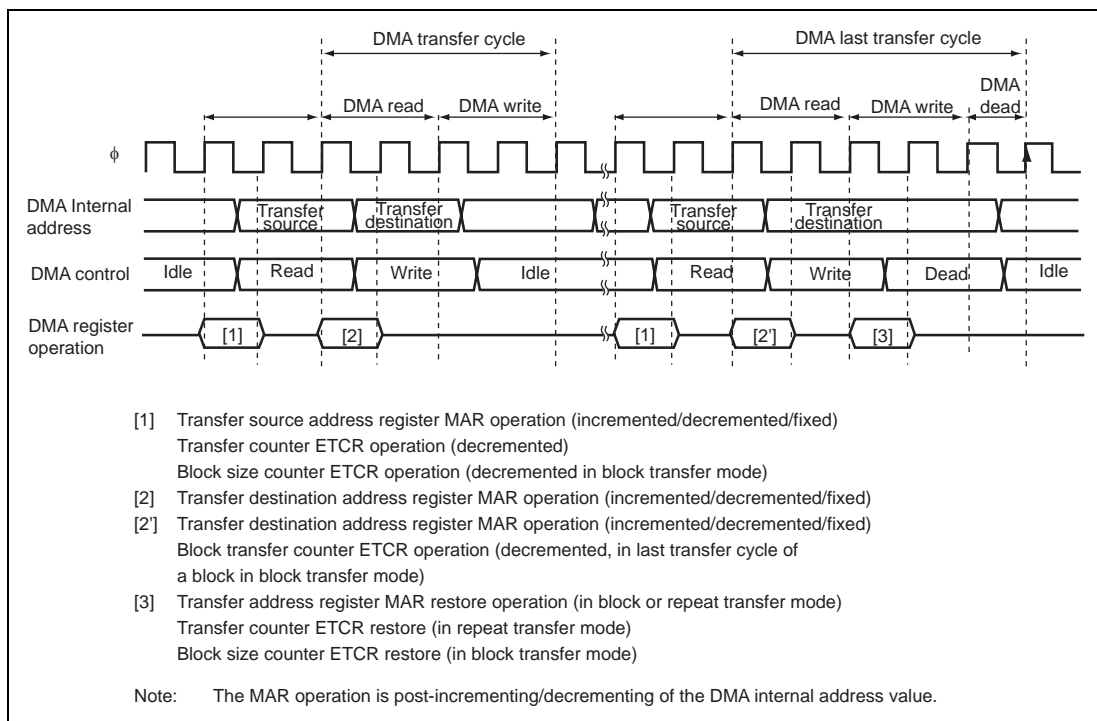 DMA transfer cycle
DMA last transfer cycle
DMA read
DMA write
DMA read
DMA write
DMA
dead
ϕ
DMA Internal
address
Transfer
source
Transfer
destination
Transfer
source
Transfer
destination
DMA control
Idle
Read
Write
Idle
Read
Write
Dead
Idle
DMA register
operation
[1]
[2]
[1]
[2']
[3]
[1] Transfer source address register MAR operation (incremented/decremented/fixed)
Transfer counter ETCR operation (decremented)
Block size counter ETCR operation (decremented in block transfer mode)
[2] Transfer destination address register MAR operation (incremented/decremented/fixed)
[2'] Transfer destination address register MAR operation (incremented/decremented/fixed)
Block transfer counter ETCR operation (decremented, in last transfer cycle of
a block in block transfer mode)
[3] Transfer address register MAR restore operation (in block or repeat transfer mode)
Transfer counter ETCR restore (in repeat transfer mode)
Block size counter ETCR restore (in block transfer mode)
Note: The MAR operation is post-incrementing/decrementing of the DMA internal address value.